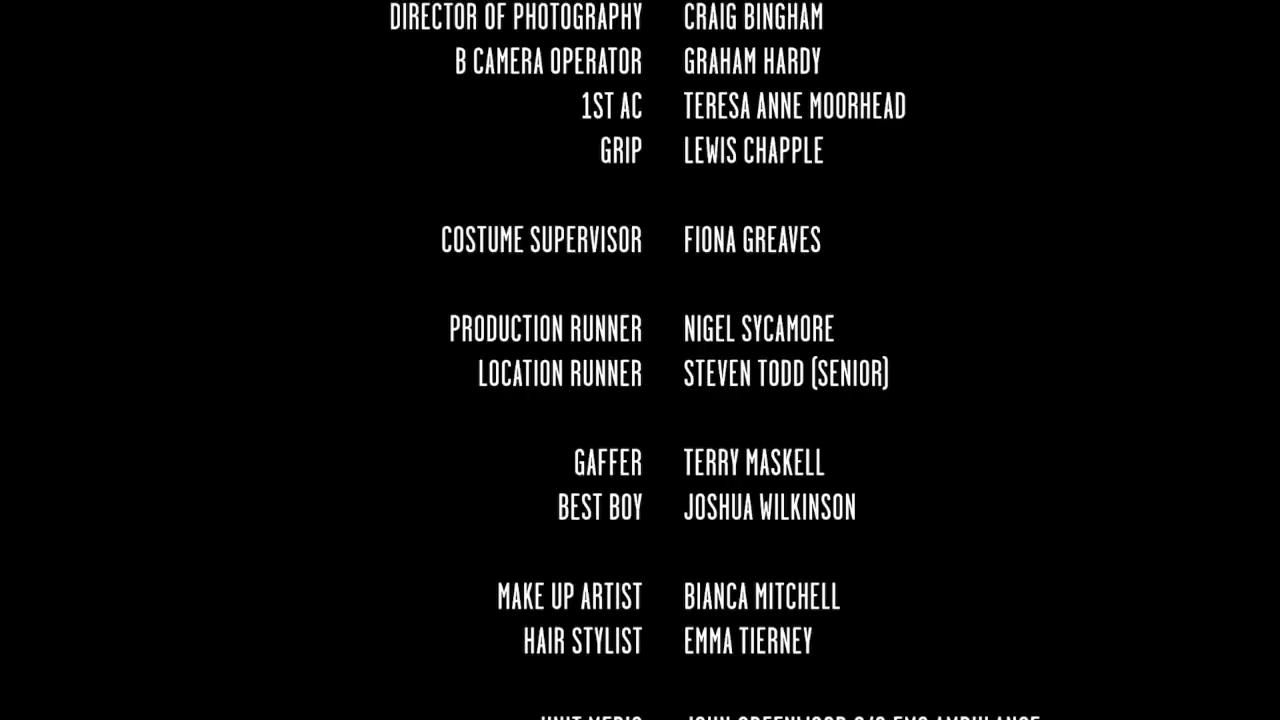 DIRECTOR OF PHOTOGRAPHY CRAIG BINGHAM
B CAMERA OPERATOR GRAHAM HARDY
1ST AC TERESA ANNE MOORHEAD
GRIP LEWIS CHAPPLE
COSTUME SUPERVISOR FIONA GREAVES
PRODUCTION RUNNER NIGEL SYCAMORE
LOCATION RUNNER STEVEN TODD (SENIOR)
GAFFER TERRY MASKELL
BEST BOY JOSHUA WILKINSON
MAKE UP ARTIST BIANCA MITCHELL
HAIR STYLIST EMMA TIERNEY